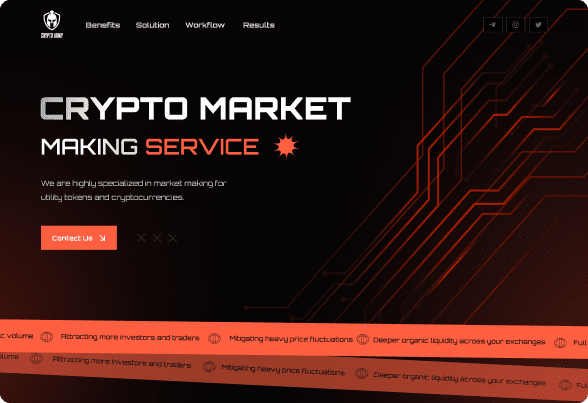 CRYPTO ARMY
Benefits Solution Workflow Results
CRYPTO MARKET
MAKING SERVICE
We are highly specialized in market making for
utility tokens and cryptocurrencies.
Contact Us
c volume Attracting more investors and traders Mitigating heavy price fluctuations Deeper organic liquidity across your exchanges Full
olume Attracting more investors and traders Mitigating heavy price fluctuations Deeper organic liquidity across your exchanges Full